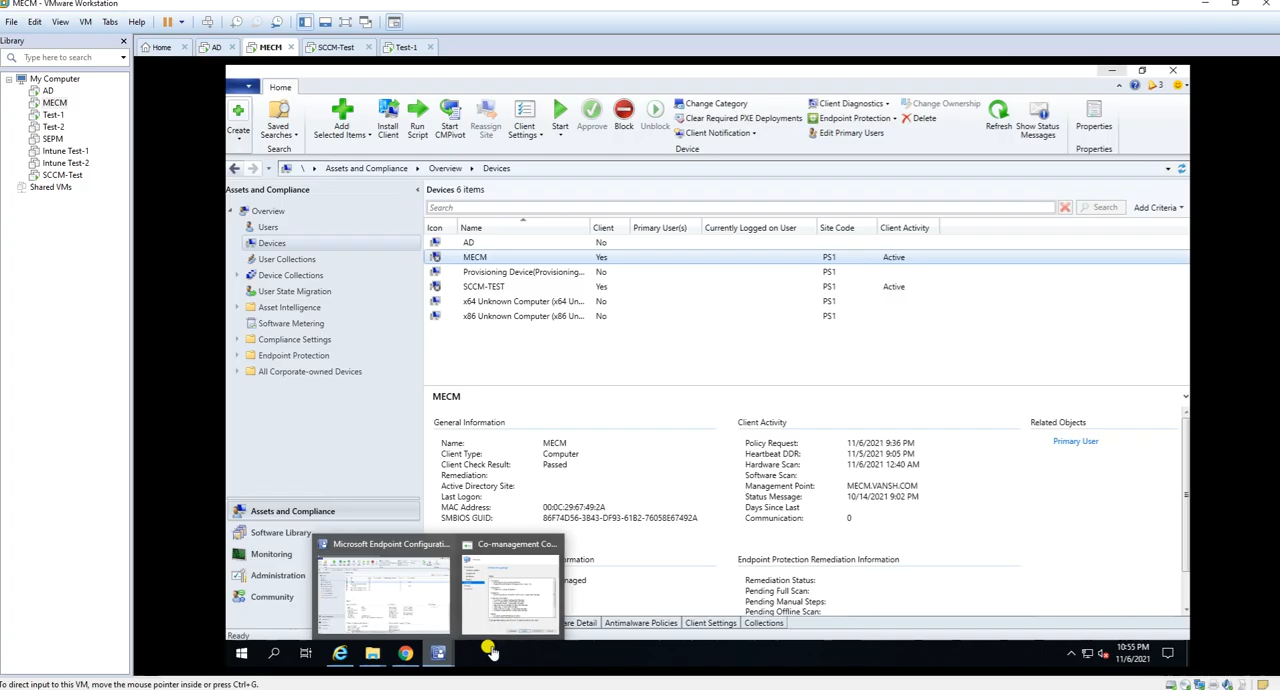 MECM - VMware Workstation
File Edit View VM Tabs Help
Library
Type here to search
My Computer
AD
MECM
Test-1
Test-2
SEPM
Intune Test-1
Intune Test-2
SCCM-Test
Shared VMs
Home AD MECM SCCM-Test Test-1
Home
3
Create
Saved Searches
Search
Add Selected Items
Install Client
Run Script
Start CMPivot
Reassign Site
Client Settings
Start
Approve
Block
Unblock
Change Category
Clear Required PXE Deployments
Client Notification
Client Diagnostics
Endpoint Protection
Edit Primary Users
Change Ownership
Delete
Device
Refresh
Show Status Messages
Properties
Properties
\ Assets and Compliance Overview Devices
Assets and Compliance
Overview
Users
Devices
User Collections
Device Collections
User State Migration
Asset Intelligence
Software Metering
Compliance Settings
Endpoint Protection
All Corporate-owned Devices
Assets and Compliance
Software Library
Monitoring
Administration
Community
Ready
Devices 6 items
Search Search Add Criteria
Icon Name Client Primary User(s) Currently Logged on User Site Code Client Activity
AD No
MECM Yes PS1 Active
Provisioning Device(Provisioning... No PS1
SCCM-TEST Yes PS1 Active
x64 Unknown Computer (x64 Un... No PS1
x86 Unknown Computer (x86 Un... No PS1
MECM
General Information
Name: MECM
Client Type: Computer
Client Check Result: Passed
Remediation:
Active Directory Site:
Last Logon:
MAC Address: 00:0C:29:67:49:2A
SMBIOS GUID: 86F74D56-3B43-DF93-61B2-76058E67492A
Client Activity
Policy Request: 11/6/2021 9:36 PM
Heartbeat DDR: 11/5/2021 9:05 PM
Hardware Scan: 11/6/2021 12:40 AM
Software Scan:
Management Point: MECM.VANSH.COM
Status Message: 10/14/2021 9:02 PM
Days Since Last
Communication: 0
Related Objects
Primary User
Endpoint Protection Remediation Information
Remediation Status:
Pending Full Scan:
Pending Manual Steps:
Pending Offline Scan:
Antimalware Policies Client Settings Collections
Microsoft Endpoint Configurati...
Co-management Co...
10:55 PM
11/6/2021
To direct input to this VM, move the mouse pointer inside or press Ctrl+G.